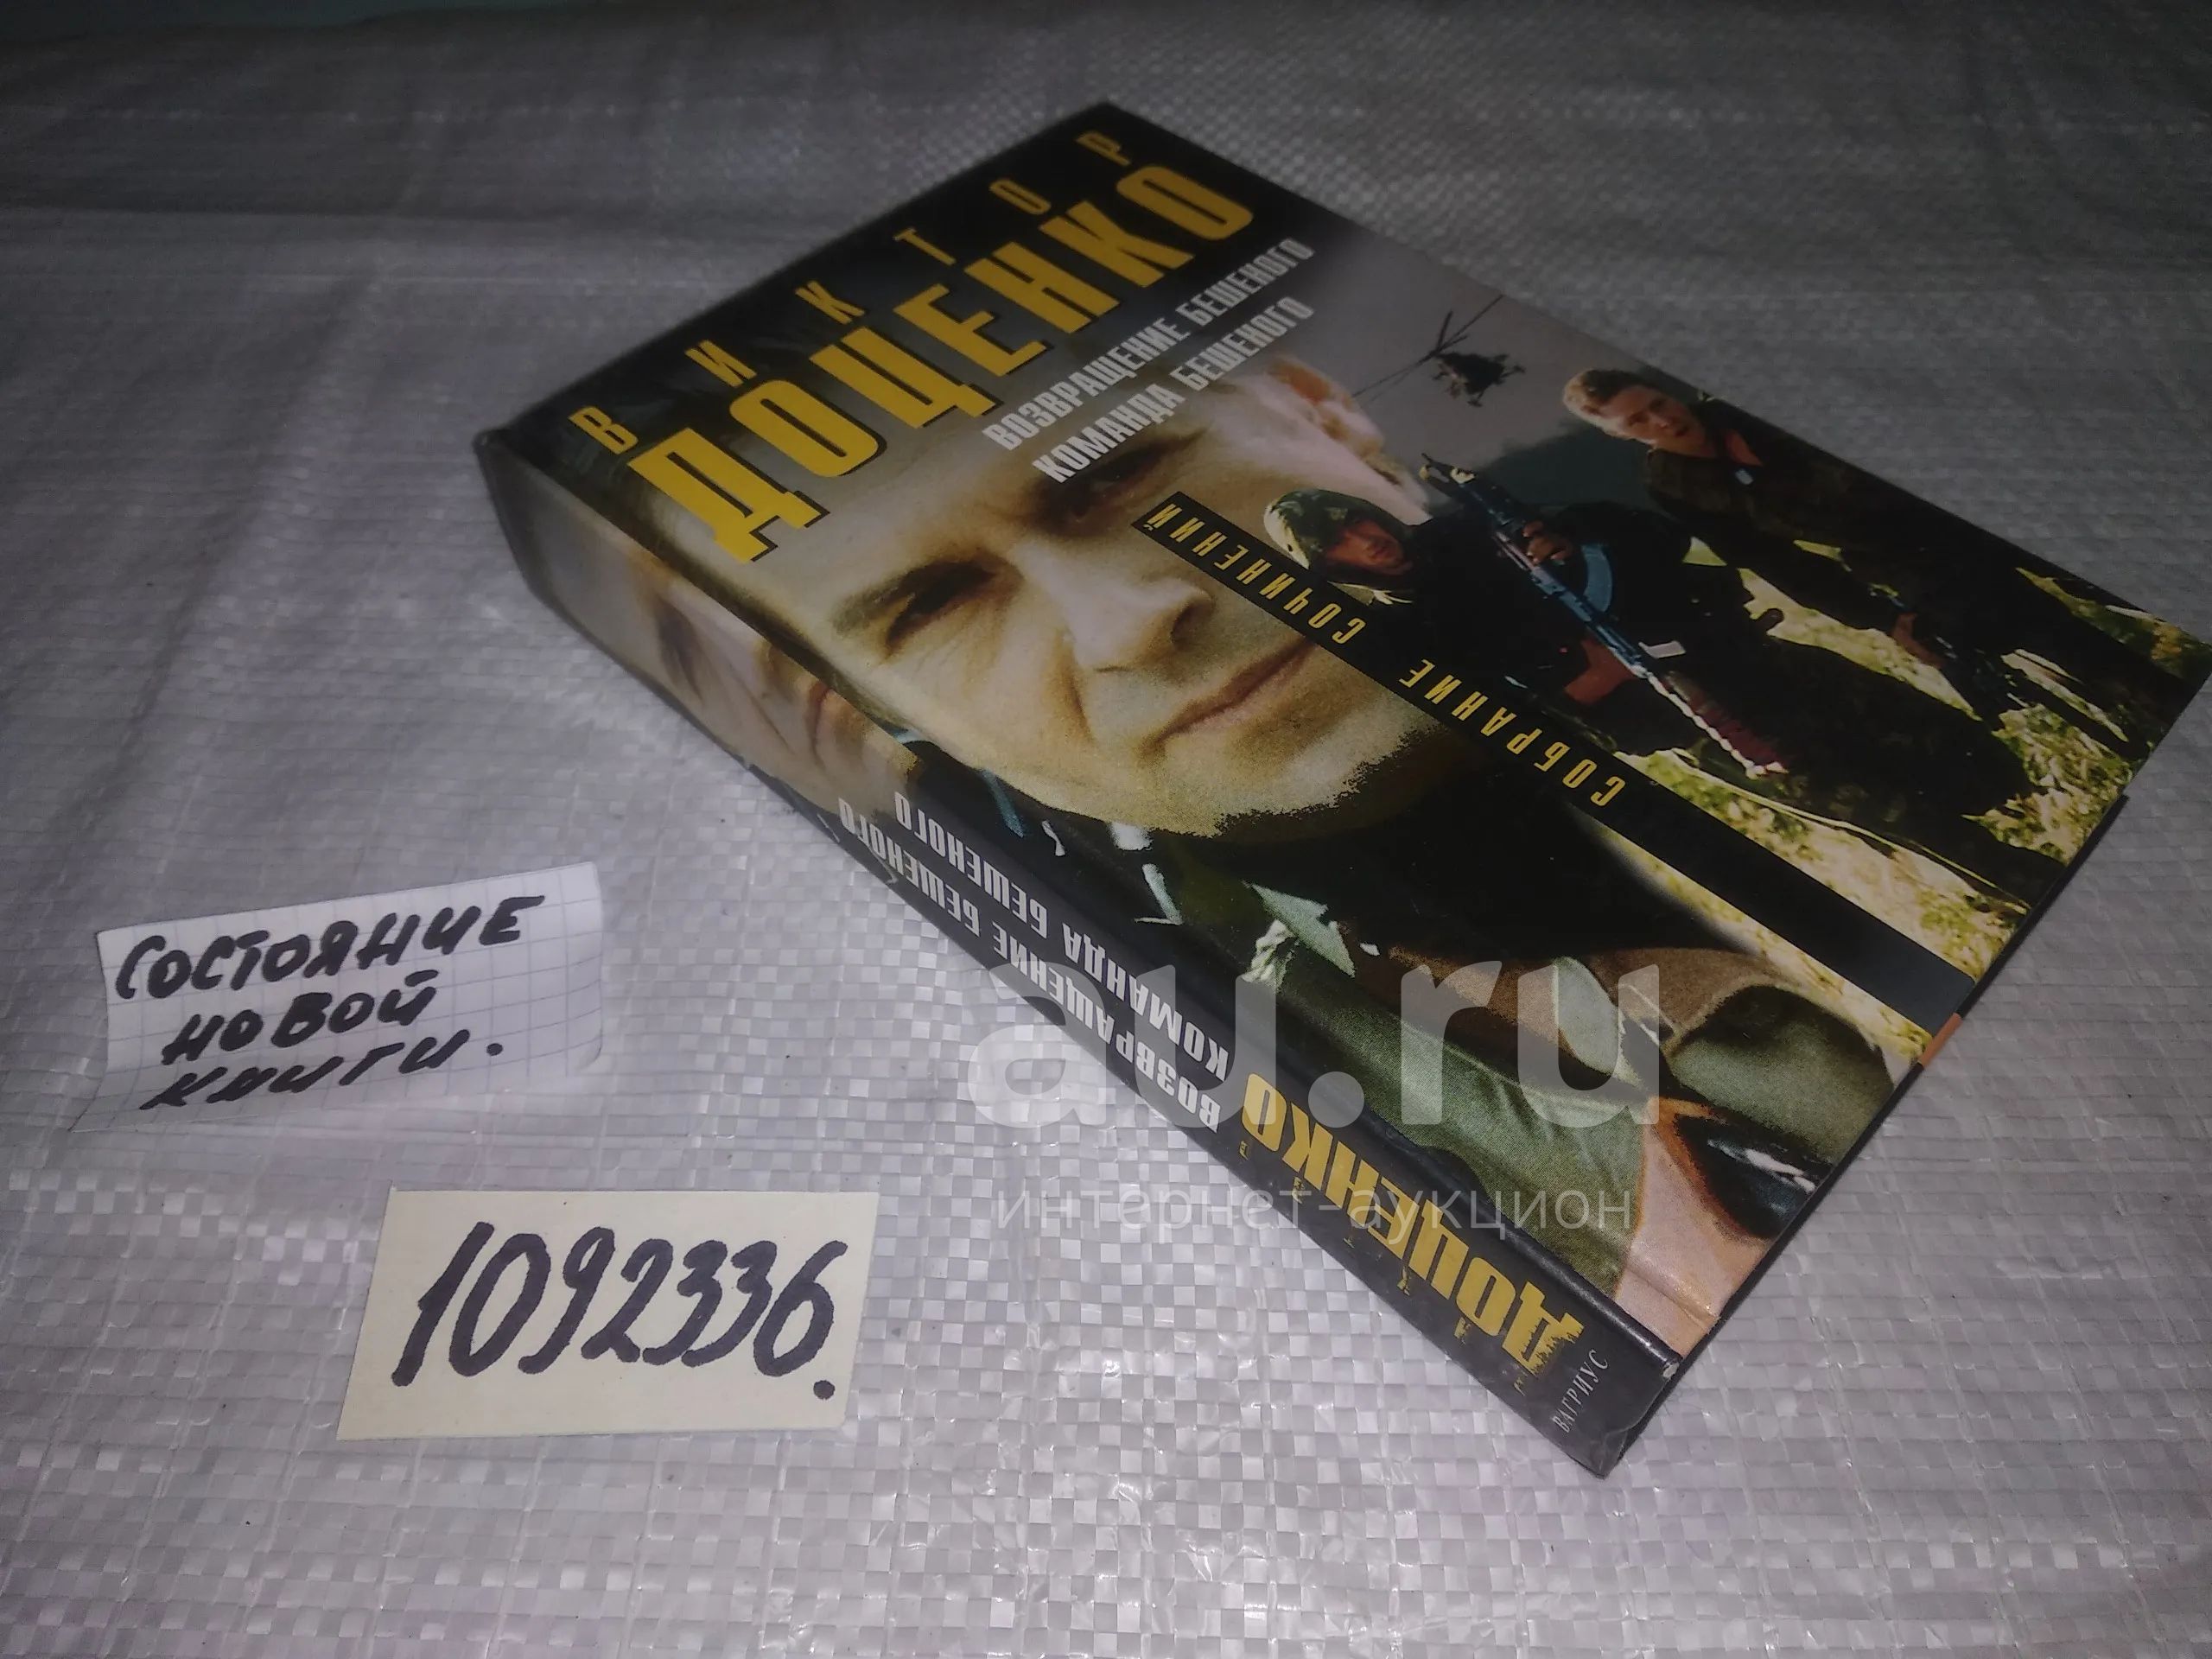 ВИКТОР
ДОЦЕНКО
ВОЗВРАЩЕНИЕ БЕШЕНОГО
КОМАНДА БЕШЕНОГО
СОБРАНИЕ СОЧИНЕНИЙ
ВОЗВРАЩЕНИЕ БЕШЕНОГО
КОМАНДА БЕШЕНОГО
ВИКТОР
ДОЦЕНКО
ВАГРИУС
СОСТОЯНИЕ
НОВОЙ
КНИГИ.
1092336.
au.ru
интернет-аукцион